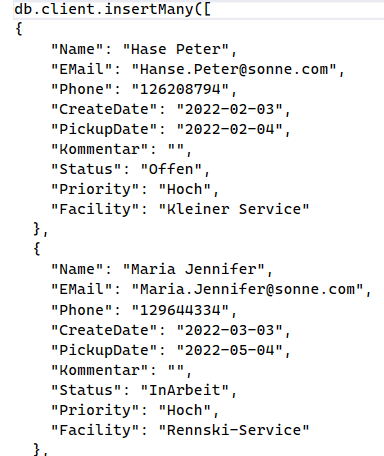 db.client.insertMany([
{
"Name": "Hase Peter",
"EMail": "Hanse.Peter@sonne.com",
"Phone": "126208794",
"CreateDate": "2022-02-03",
"PickupDate": "2022-02-04",
"Kommentar": "",
"Status": "Offen",
"Priority": "Hoch",
"Facility": "Kleiner Service"
},
{
"Name": "Maria Jennifer",
"EMail": "Maria.Jennifer@sonne.com",
"Phone": "129644334",
"CreateDate": "2022-03-03",
"PickupDate": "2022-05-04",
"Kommentar": "",
"Status": "InArbeit",
"Priority": "Hoch",
"Facility": "Rennski-Service"
},